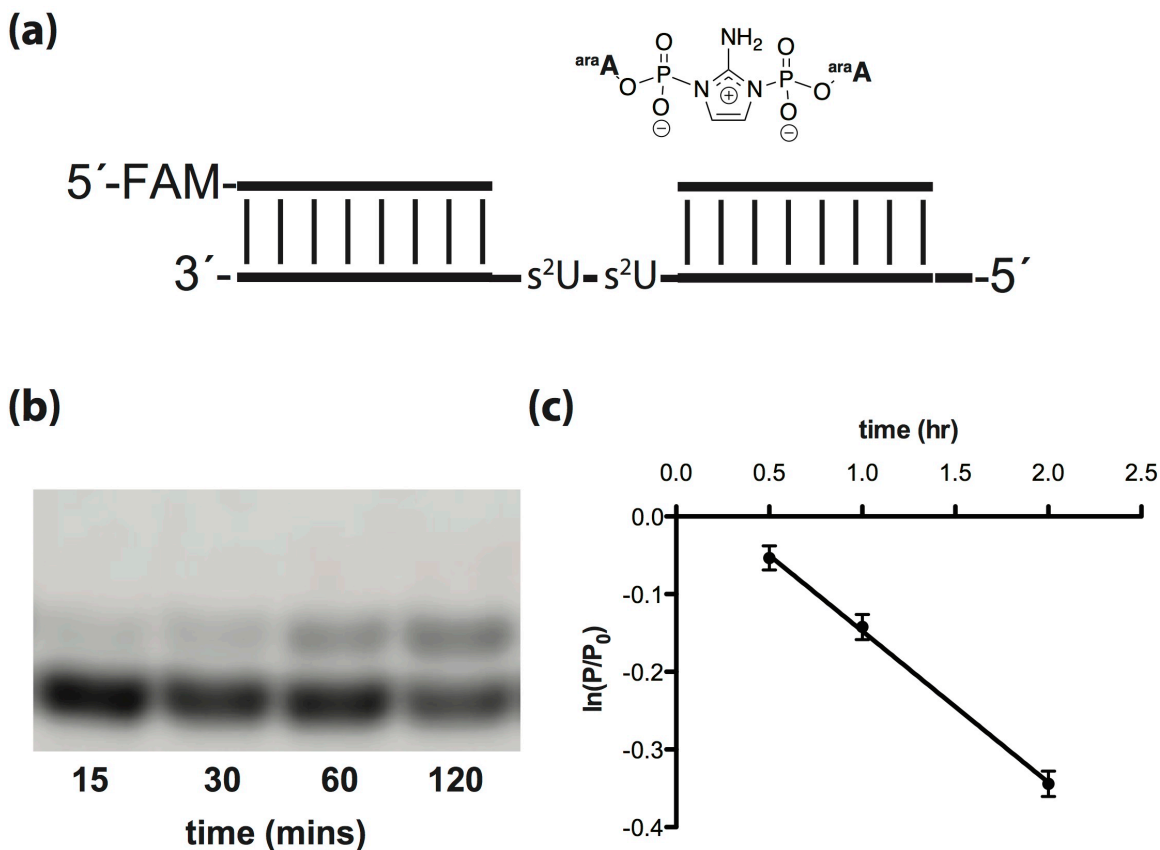 (a)
NH₂
O O
araA P P araA
O N N O
O + O
− −
5´-FAM-
3´- s²U- s²U -5´
(b)
(c)
time (hr)
0.0 0.5 1.0 1.5 2.0 2.5
0.0
-0.1
-0.2
-0.3
-0.4
ln(P/P₀)
15 30 60 120
time (mins)